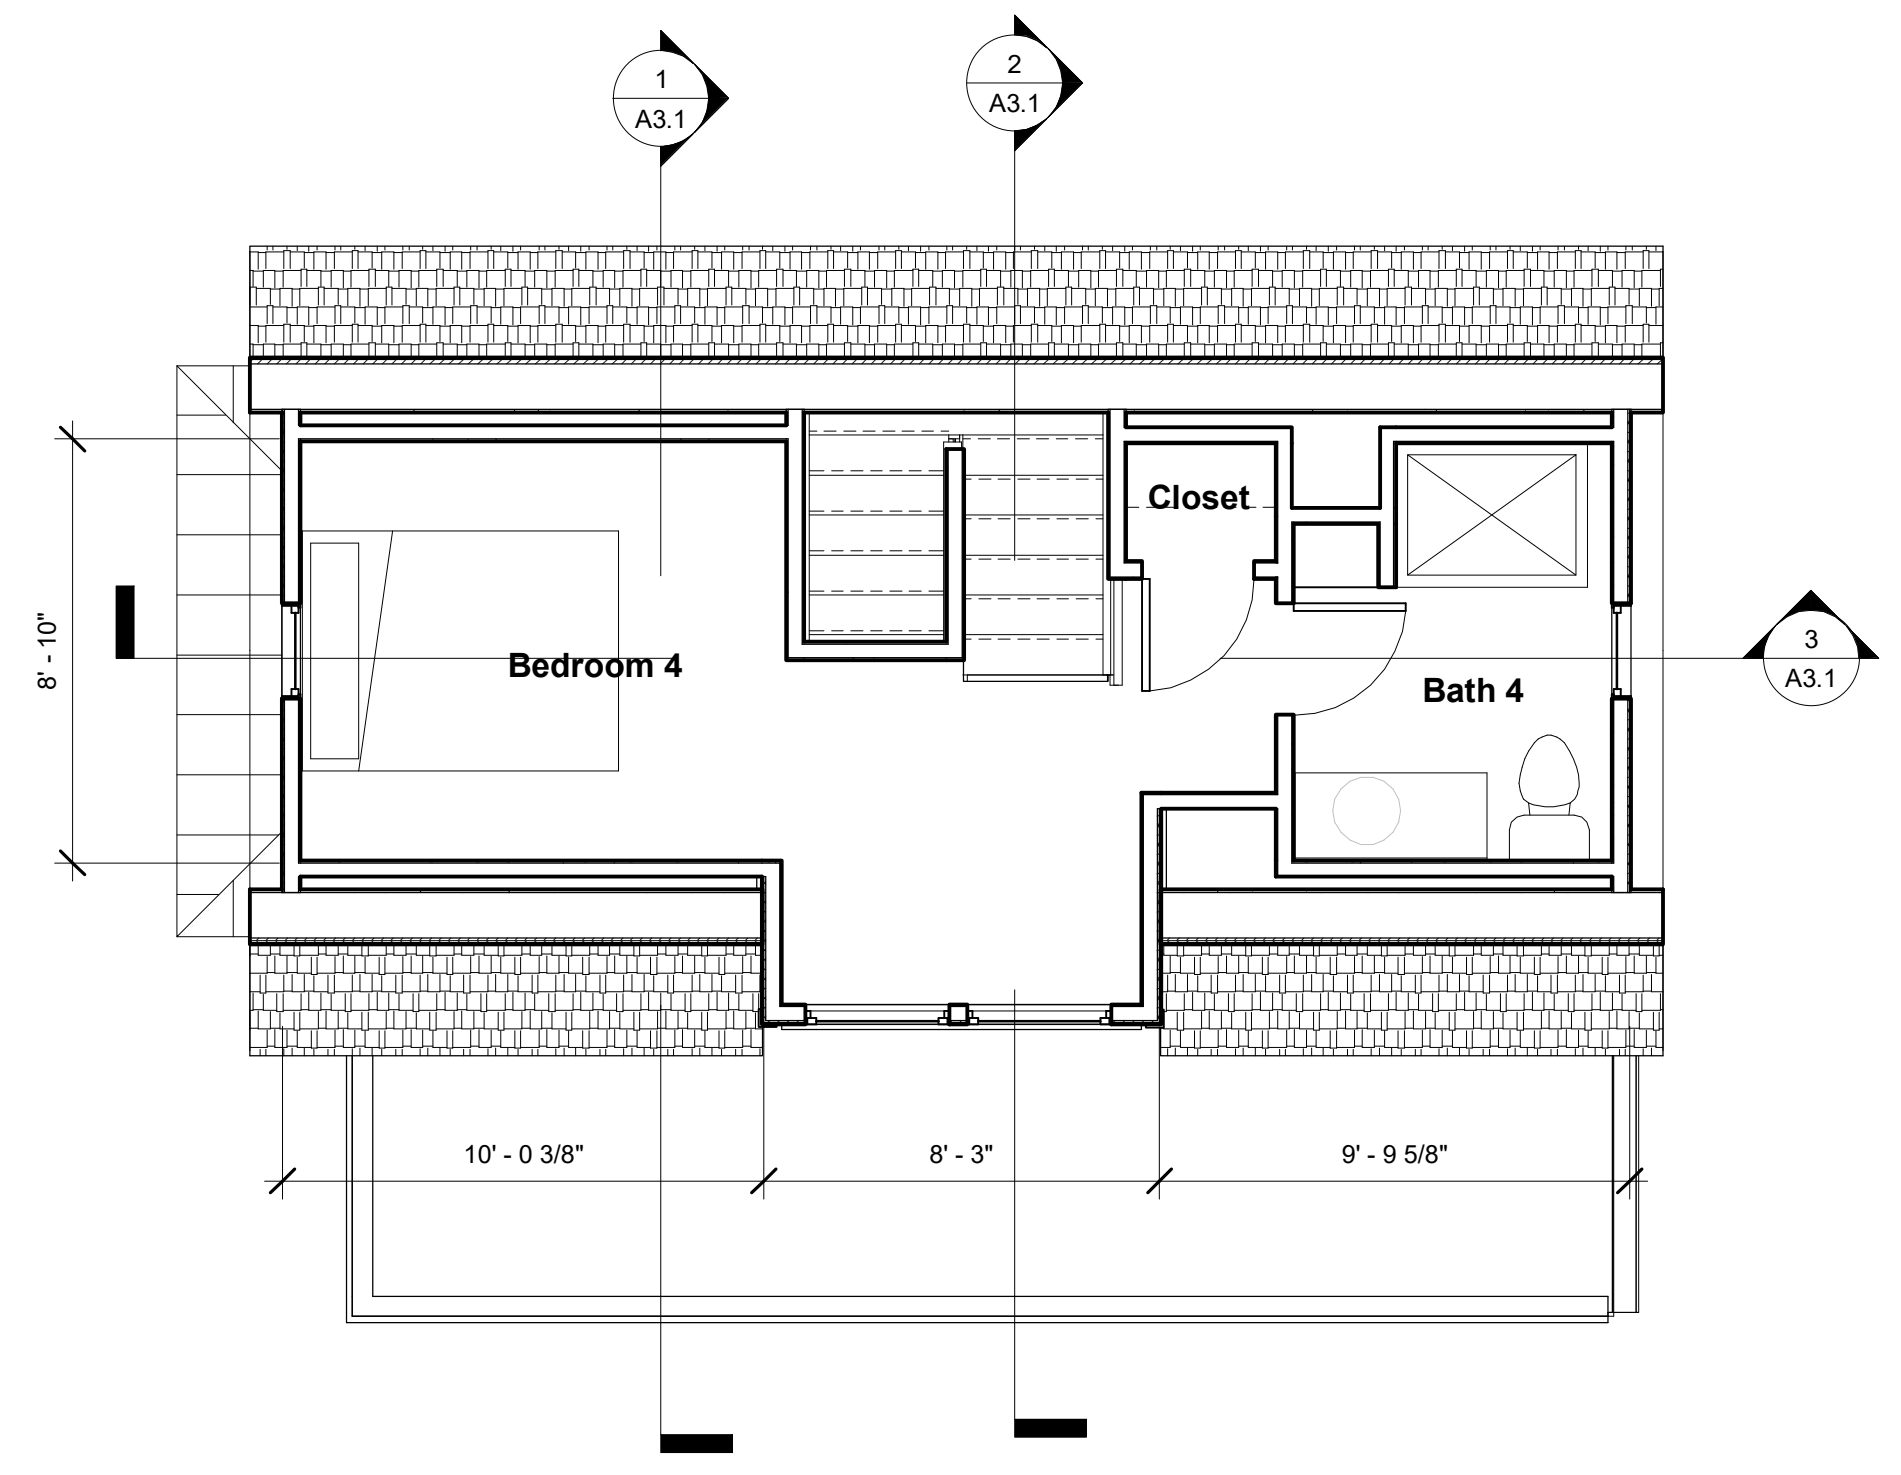 1
A3.1
2
A3.1
Closet
8' - 10"
Bedroom 4
Bath 4
3
A3.1
10' - 0 3/8"
8' - 3"
9' - 9 5/8"